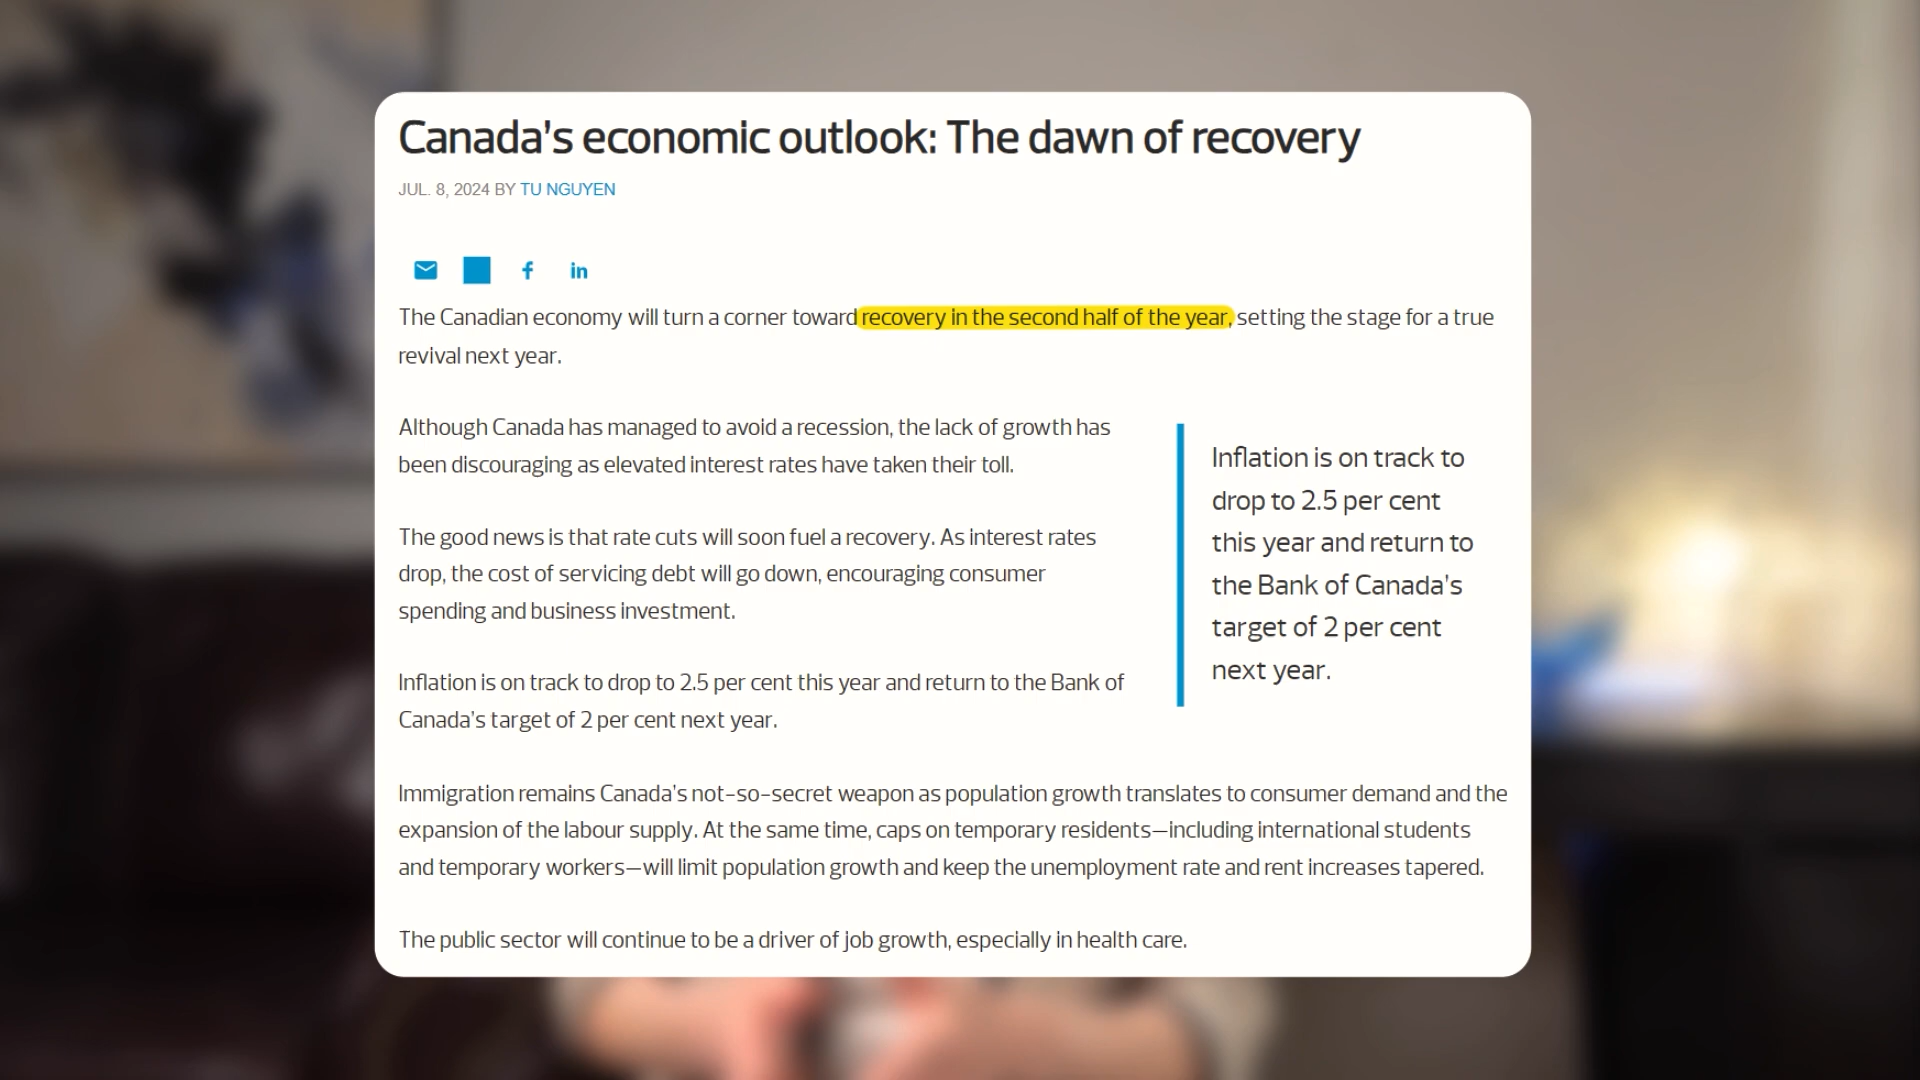 Canada's economic outlook: The dawn of recovery
JUL. 8, 2024 BY TU NGUYEN
The Canadian economy will turn a corner toward recovery in the second half of the year, setting the stage for a true
revival next year.
Although Canada has managed to avoid a recession, the lack of growth has
been discouraging as elevated interest rates have taken their toll.
The good news is that rate cuts will soon fuel a recovery. As interest rates
drop, the cost of servicing debt will go down, encouraging consumer
spending and business investment.
Inflation is on track to drop to 2.5 per cent this year and return to the Bank of
Canada's target of 2 per cent next year.
Inflation is on track to
drop to 2.5 per cent
this year and return to
the Bank of Canada's
target of 2 per cent
next year.
Immigration remains Canada's not-so-secret weapon as population growth translates to consumer demand and the
expansion of the labour supply. At the same time, caps on temporary residents—including international students
and temporary workers—will limit population growth and keep the unemployment rate and rent increases tapered.
The public sector will continue to be a driver of job growth, especially in health care.